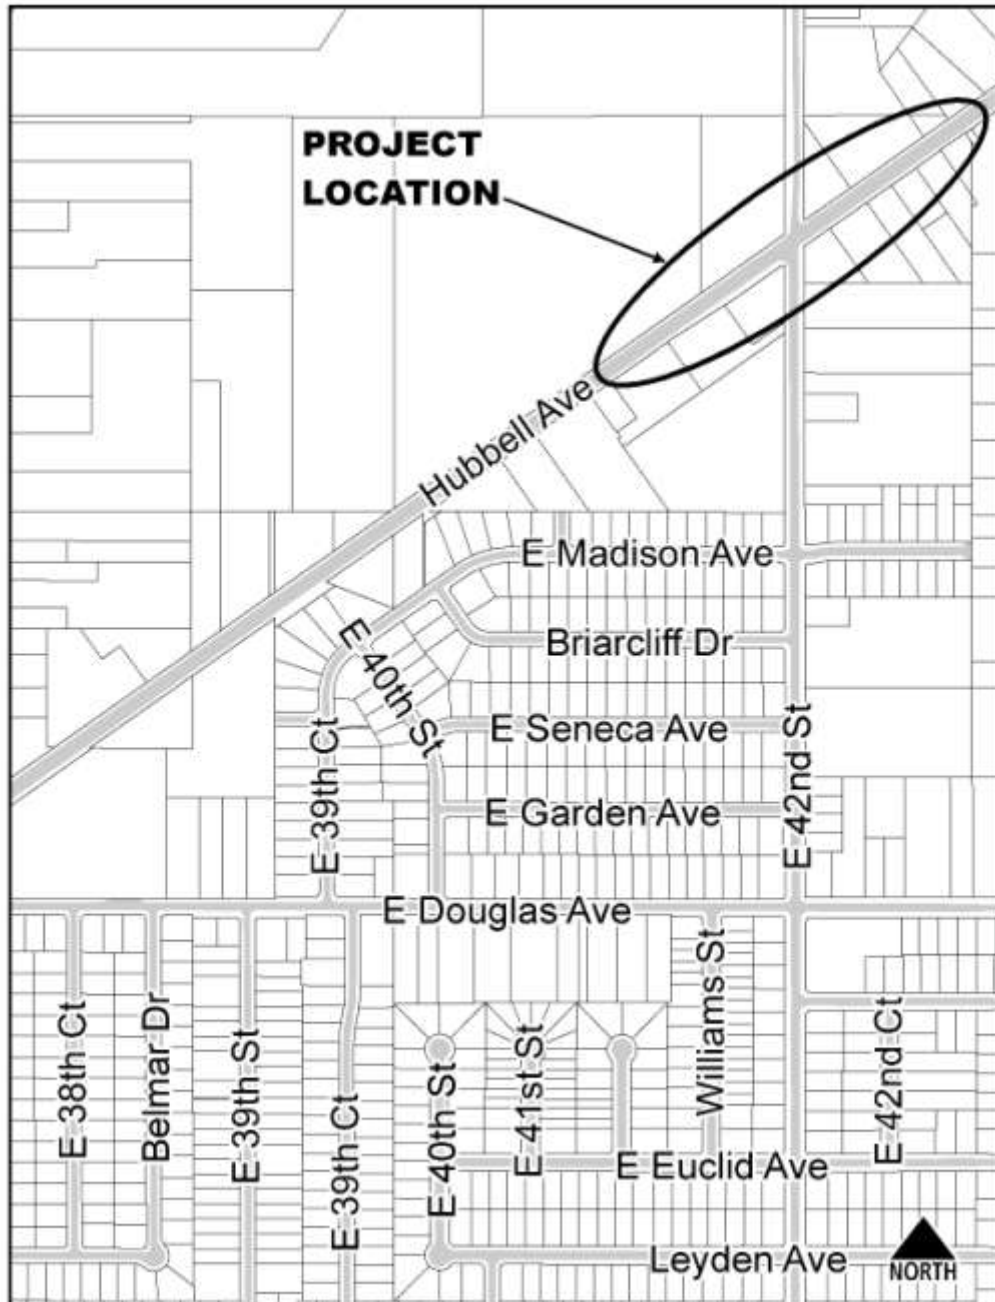 PROJECT
LOCATION
Hubbell Ave
E Madison Ave
Briarcliff Dr
E 40th St
E Seneca Ave
E 42nd St
E 39th Ct
E Garden Ave
E Douglas Ave
E 38th Ct
Belmar Dr
E 39th St
E 39th Ct
E 40th St
E 41st St
Williams St
E 42nd Ct
E Euclid Ave
Leyden Ave
NORTH